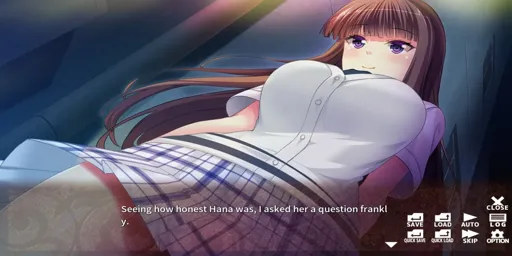 Seeing how honest Hana was, I asked her a question frankl
y.
CLOSE
SAVE LOAD AUTO LOG
QUICK SAVE QUICK LOAD SKIP OPTION